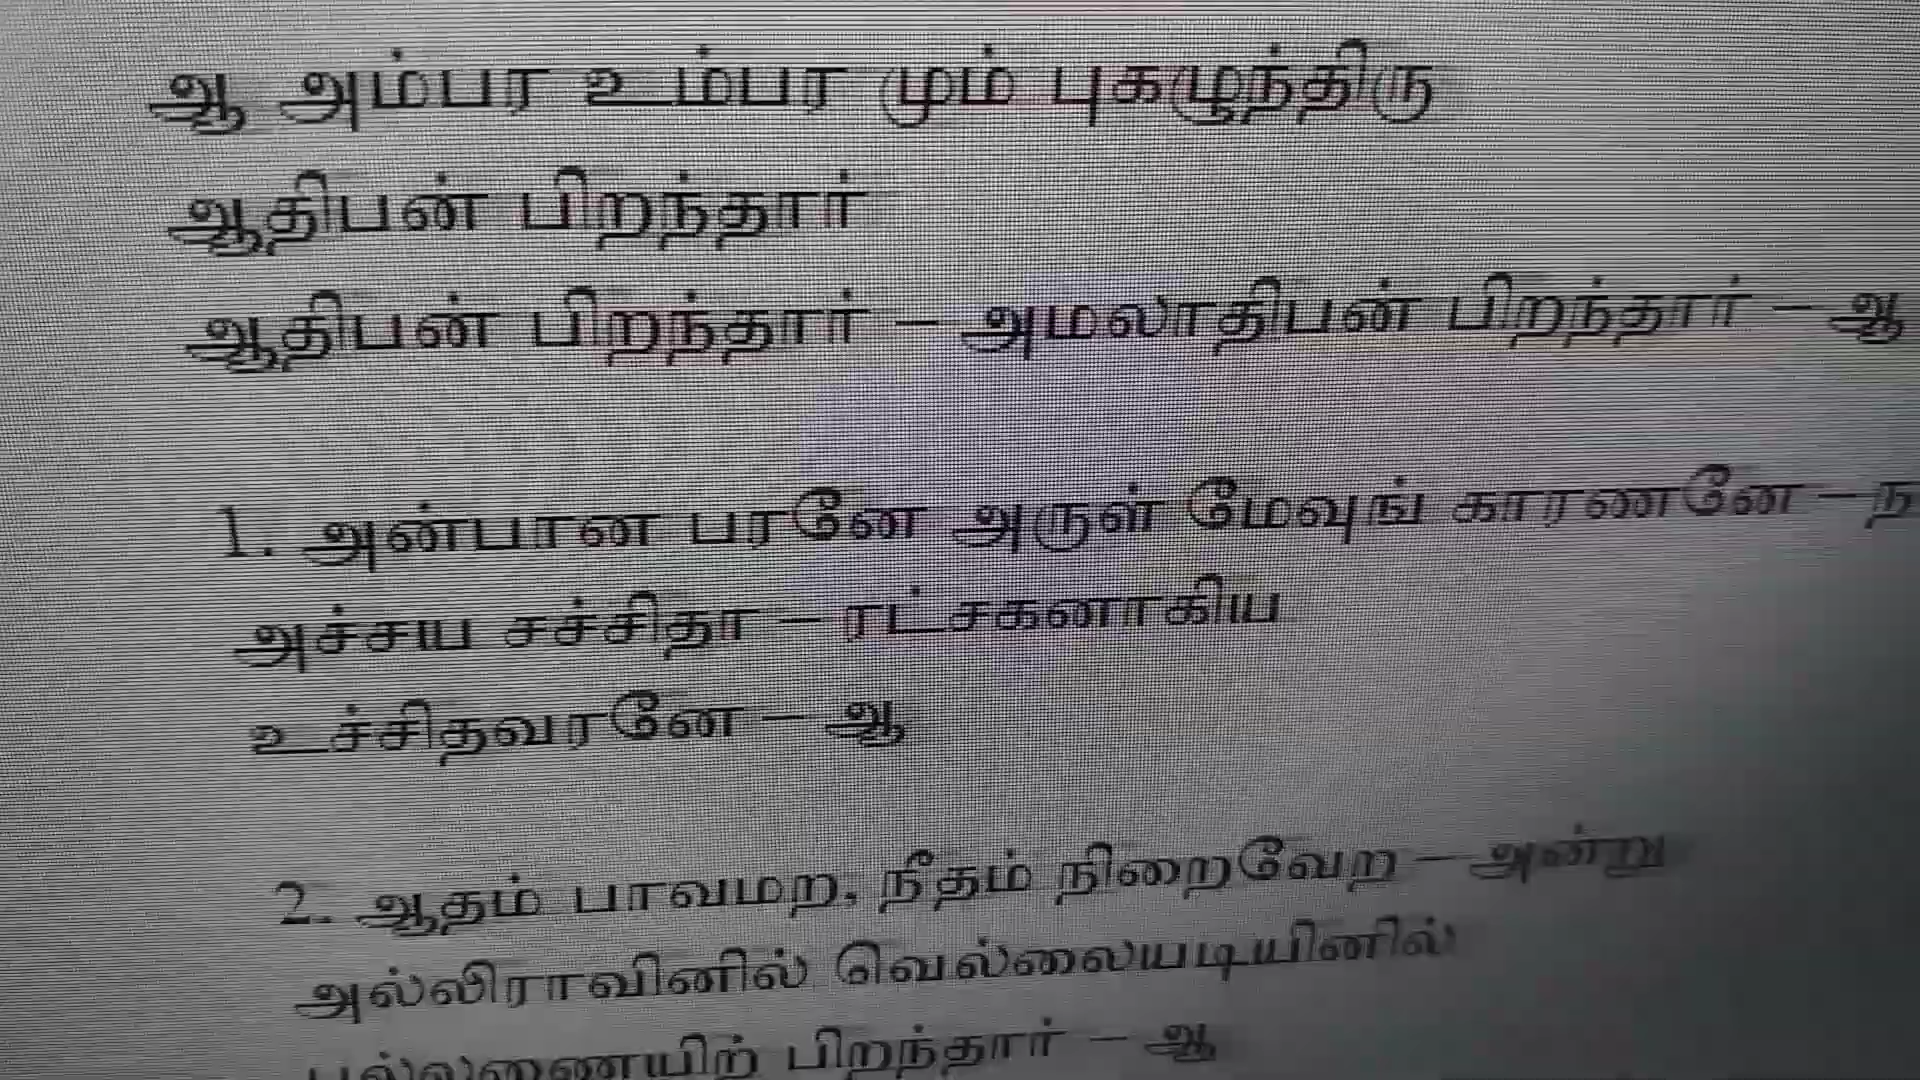 ஆ அம்பர உம்பர மும் புகழுந்திரு
ஆதிபன் பிறந்தார்
ஆதிபன் பிறந்தார் – அமலாதிபன் பிறந்தார் – ஆ
1. அன்பான பரனே அருள் மேவுங் காரணனே –
அச்சய சச்சிதா – ரட்சகனாகிய
உச்சிதவரனே – ஆ
2. ஆதம் பாவமற, நீதம் நிறைவேற – அன்று
அல்லிராவினில் வெல்லையடியினில்
புல்லணையிற் பிறந்தார் – ஆ